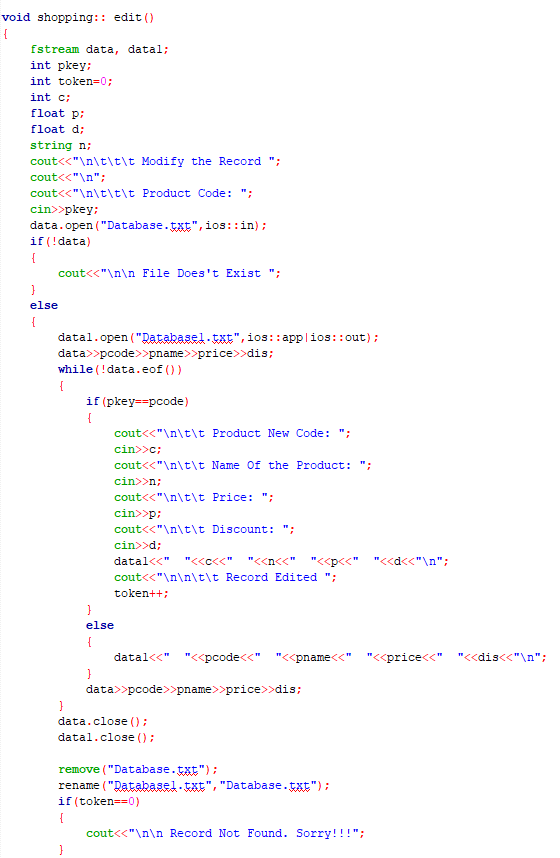 void shopping:: edit()
{
    fstream data, data1;
    int pkey;
    int token=0;
    int c;
    float p;
    float d;
    string n;
    cout<<"\n\t\t\t Modify the Record ";
    cout<<"\n";
    cout<<"\n\t\t\t Product Code: ";
    cin>>pkey;
    data.open("Database.txt",ios::in);
    if(!data)
    {
        cout<<"\n\n File Does't Exist ";
    }
    else
    {
        data1.open("Database1.txt",ios::app|ios::out);
        data>>pcode>>pname>>price>>dis;
        while(!data.eof())
        {
            if(pkey==pcode)
            {
                cout<<"\n\t\t Product New Code: ";
                cin>>c;
                cout<<"\n\t\t Name Of the Product: ";
                cin>>n;
                cout<<"\n\t\t Price: ";
                cin>>p;
                cout<<"\n\t\t Discount: ";
                cin>>d;
                data1<<"  "<<c<<"  "<<n<<"  "<<p<<"  "<<d<<"\n";
                cout<<"\n\n\t\t Record Edited ";
                token++;
            }
            else
            {
                data1<<"  "<<pcode<<"  "<<pname<<"  "<<price<<"  "<<dis<<"\n";
            }
            data>>pcode>>pname>>price>>dis;
        }
        data.close();
        data1.close();

        remove("Database.txt");
        rename("Database1.txt","Database.txt");
        if(token==0)
        {
            cout<<"\n\n Record Not Found. Sorry!!!";
        }